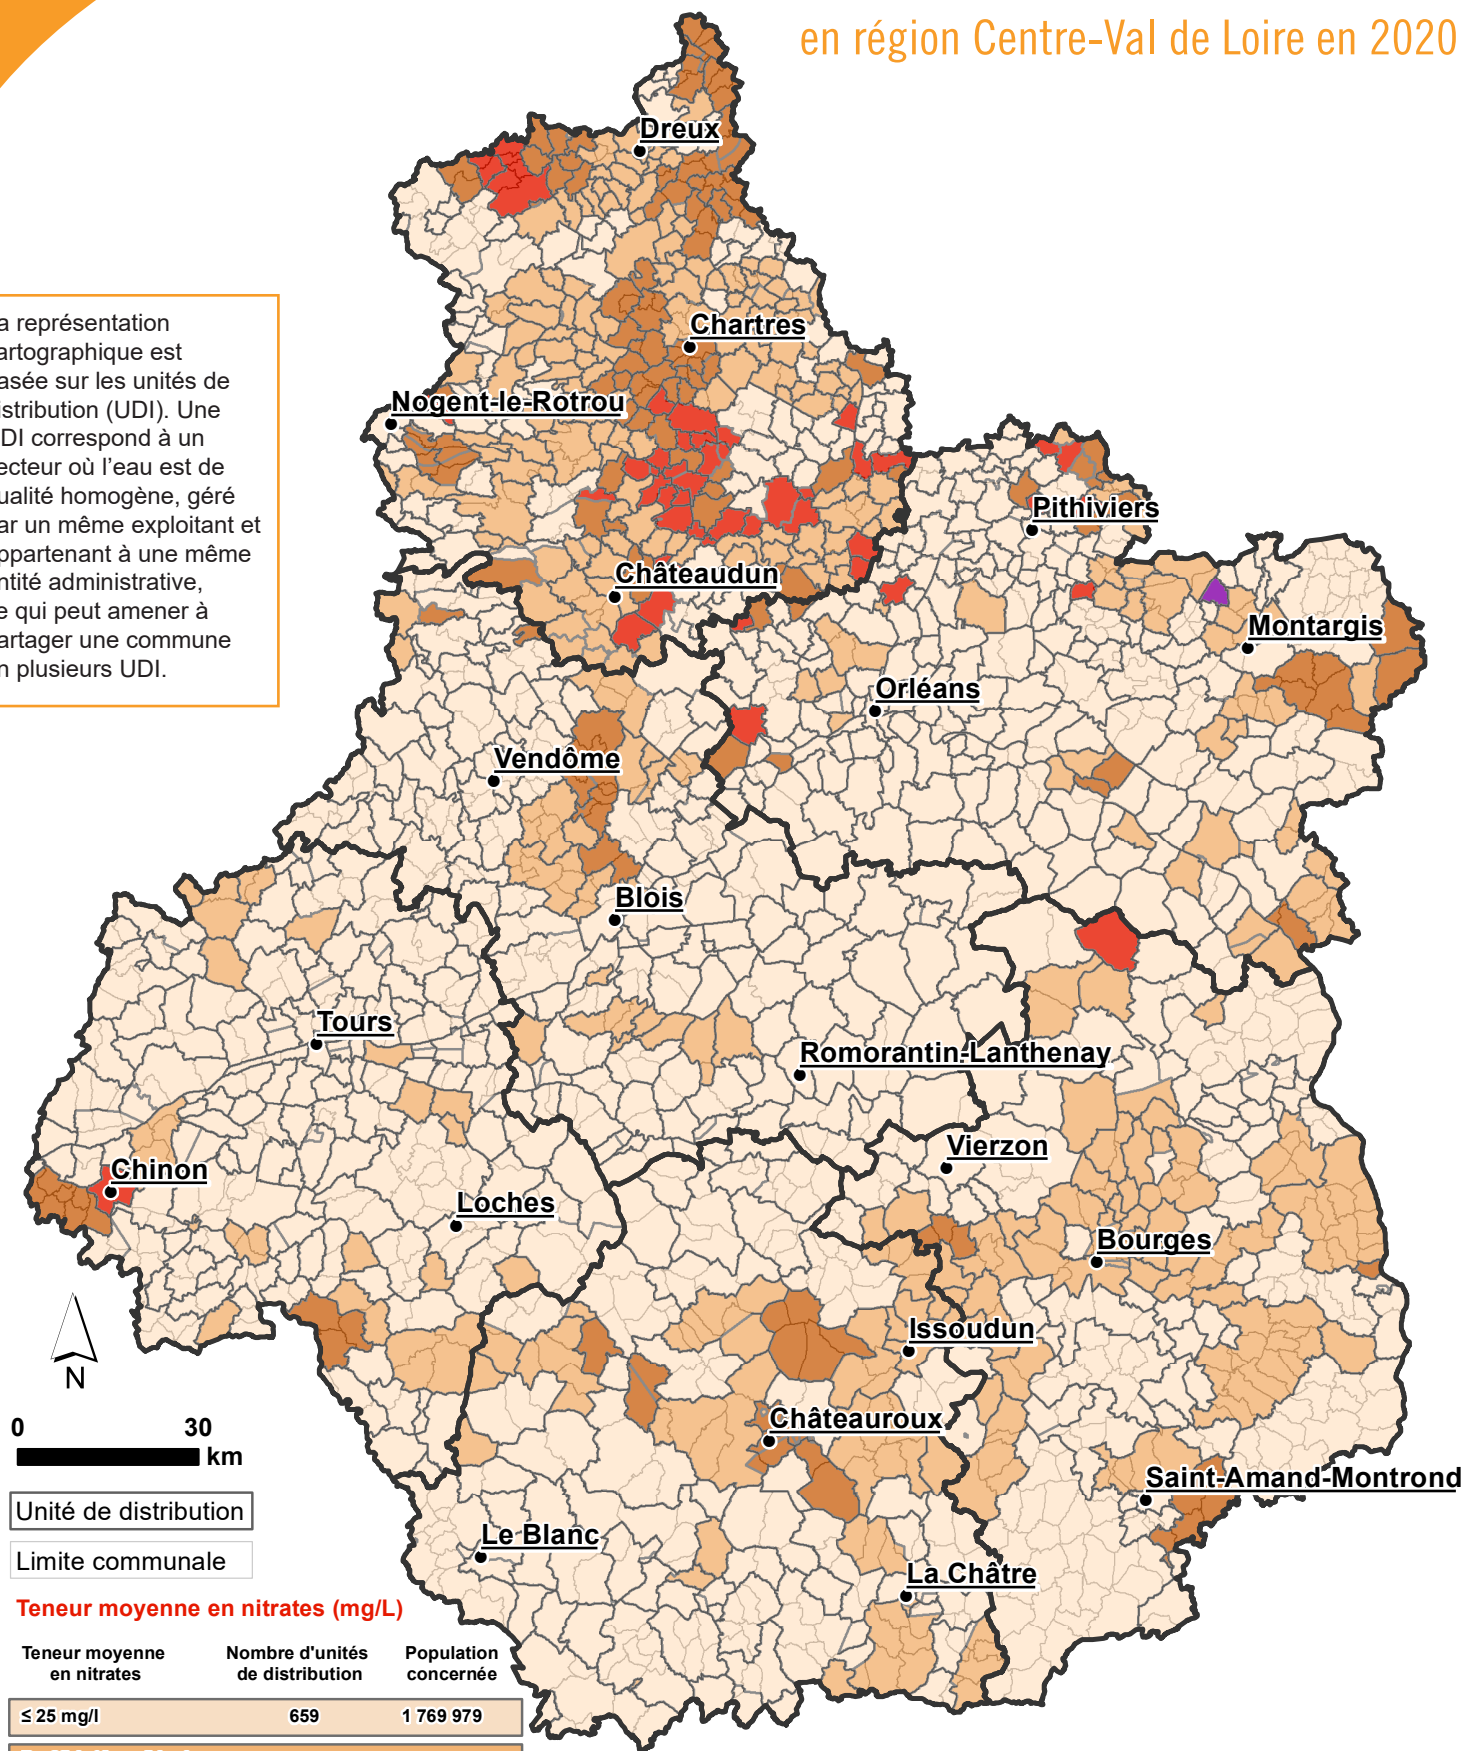 en région Centre-Val de Loire en 2020
a représentation
artographique est
asée sur les unités de
istribution (UDI). Une
DI correspond à un
ecteur où l'eau est de
ualité homogène, géré
ar un même exploitant et
ppartenant à une même
ntité administrative,
e qui peut amener à
artager une commune
n plusieurs UDI.
Dreux
Chartres
Nogent-le-Rotrou
Pithiviers
Châteaudun
Montargis
Orléans
Vendôme
Blois
Tours
Romorantin-Lanthenay
Vierzon
Chinon
Loches
Bourges
Issoudun
Châteauroux
Saint-Amand-Montrond
Le Blanc
La Châtre
N
0 30
km
Unité de distribution
Limite communale
Teneur moyenne en nitrates (mg/L)
Teneur moyenne Nombre d'unités Population
en nitrates de distribution concernée
≤ 25 mg/l 659 1 769 979